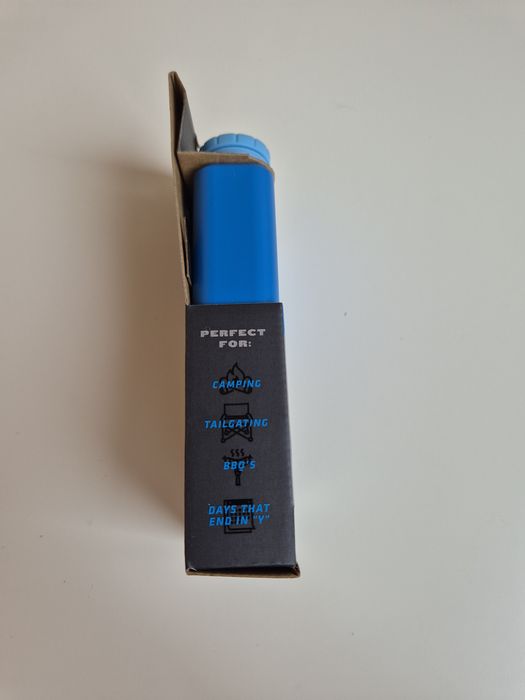 PERFECT
FOR:
CAMPING
TAILGATING
BBQ'S
DAYS THAT
END IN "Y"